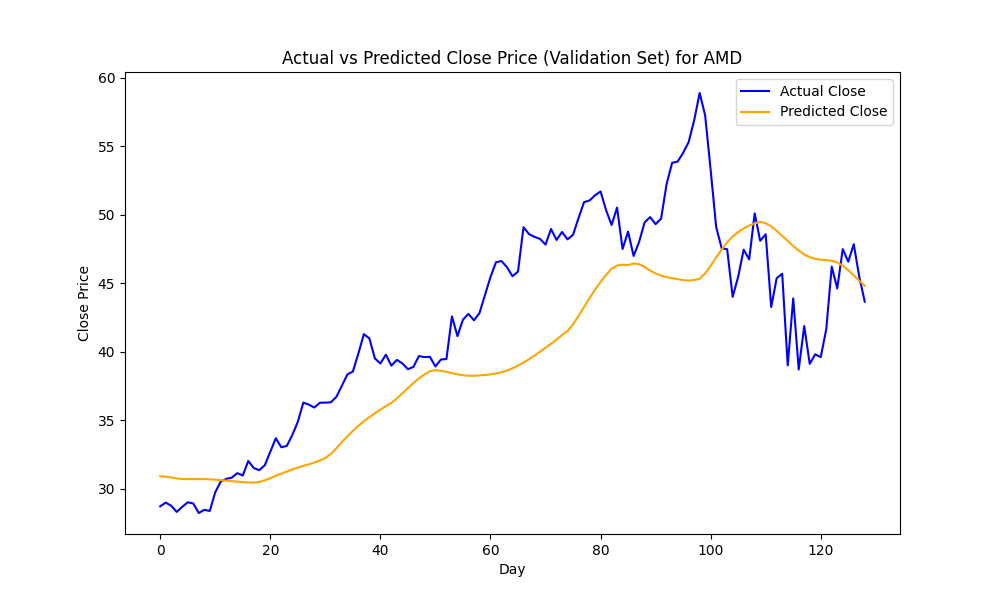 Actual vs Predicted Close Price (Validation Set) for AMD
Actual Close
Predicted Close
Close Price
60
55
50
45
40
35
30
0 20 40 60 80 100 120
Day